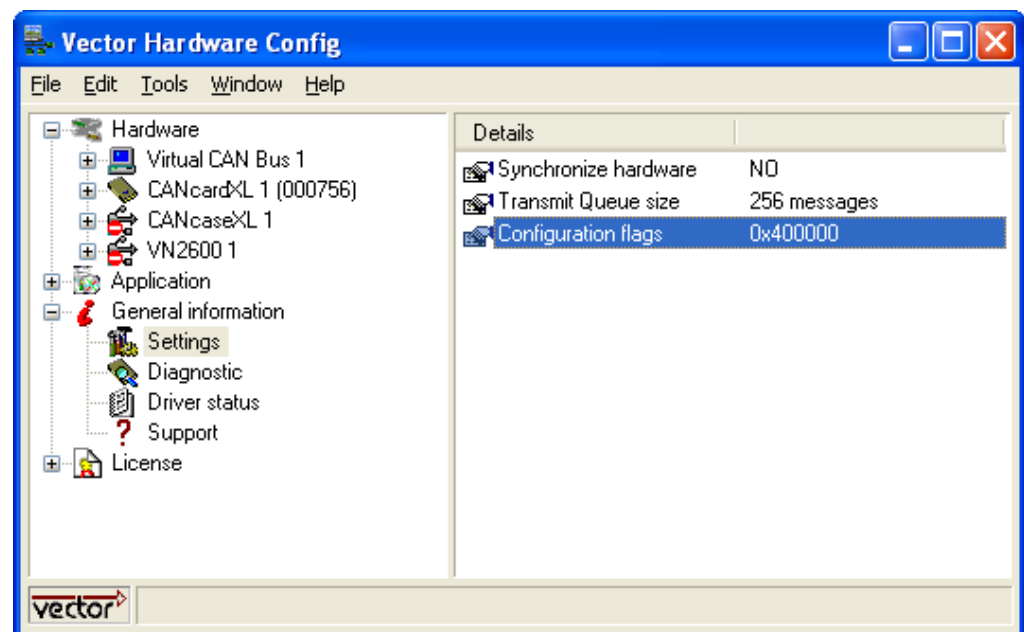 Vector Hardware Config
File Edit Tools Window Help
Hardware
Virtual CAN Bus 1
CANcardXL 1 (000756)
CANcaseXL 1
VN2600 1
Application
General information
Settings
Diagnostic
Driver status
Support
License
Details
Synchronize hardware NO
Transmit Queue size 256 messages
Configuration flags 0x400000
vector